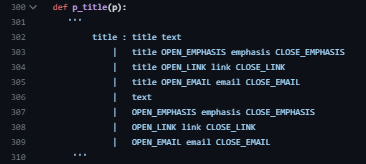 300 def p_title(p):
301 '''
302 title : title text
303 | title OPEN_EMPHASIS emphasis CLOSE_EMPHASIS
304 | title OPEN_LINK link CLOSE_LINK
305 | title OPEN_EMAIL email CLOSE_EMAIL
306 | text
307 | OPEN_EMPHASIS emphasis CLOSE_EMPHASIS
308 | OPEN_LINK link CLOSE_LINK
309 | OPEN_EMAIL email CLOSE_EMAIL
310 '''